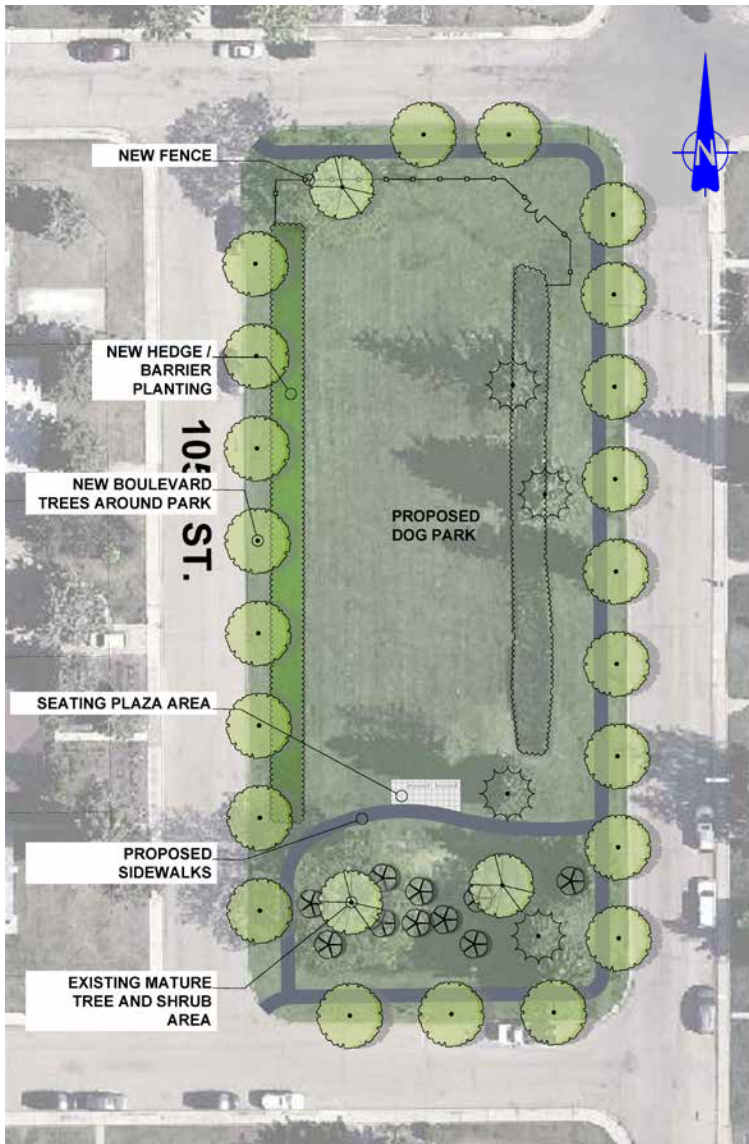 N
NEW FENCE
NEW HEDGE /
BARRIER
PLANTING
NEW BOULEVARD
TREES AROUND PARK
ST.
PROPOSED
DOG PARK
SEATING PLAZA AREA
PROPOSED
SIDEWALKS
EXISTING MATURE
TREE AND SHRUB
AREA